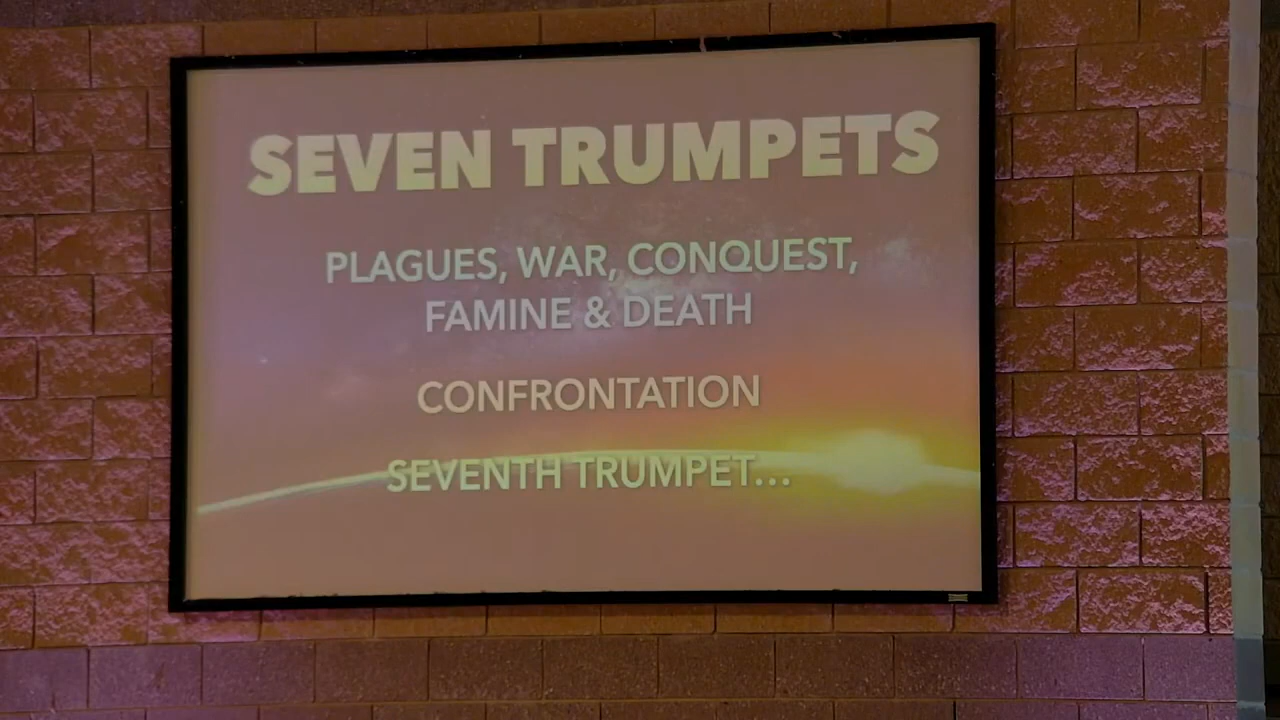 SEVEN TRUMPETS
PLAGUES, WAR, CONQUEST,
FAMINE & DEATH
CONFRONTATION
SEVENTH TRUMPET...